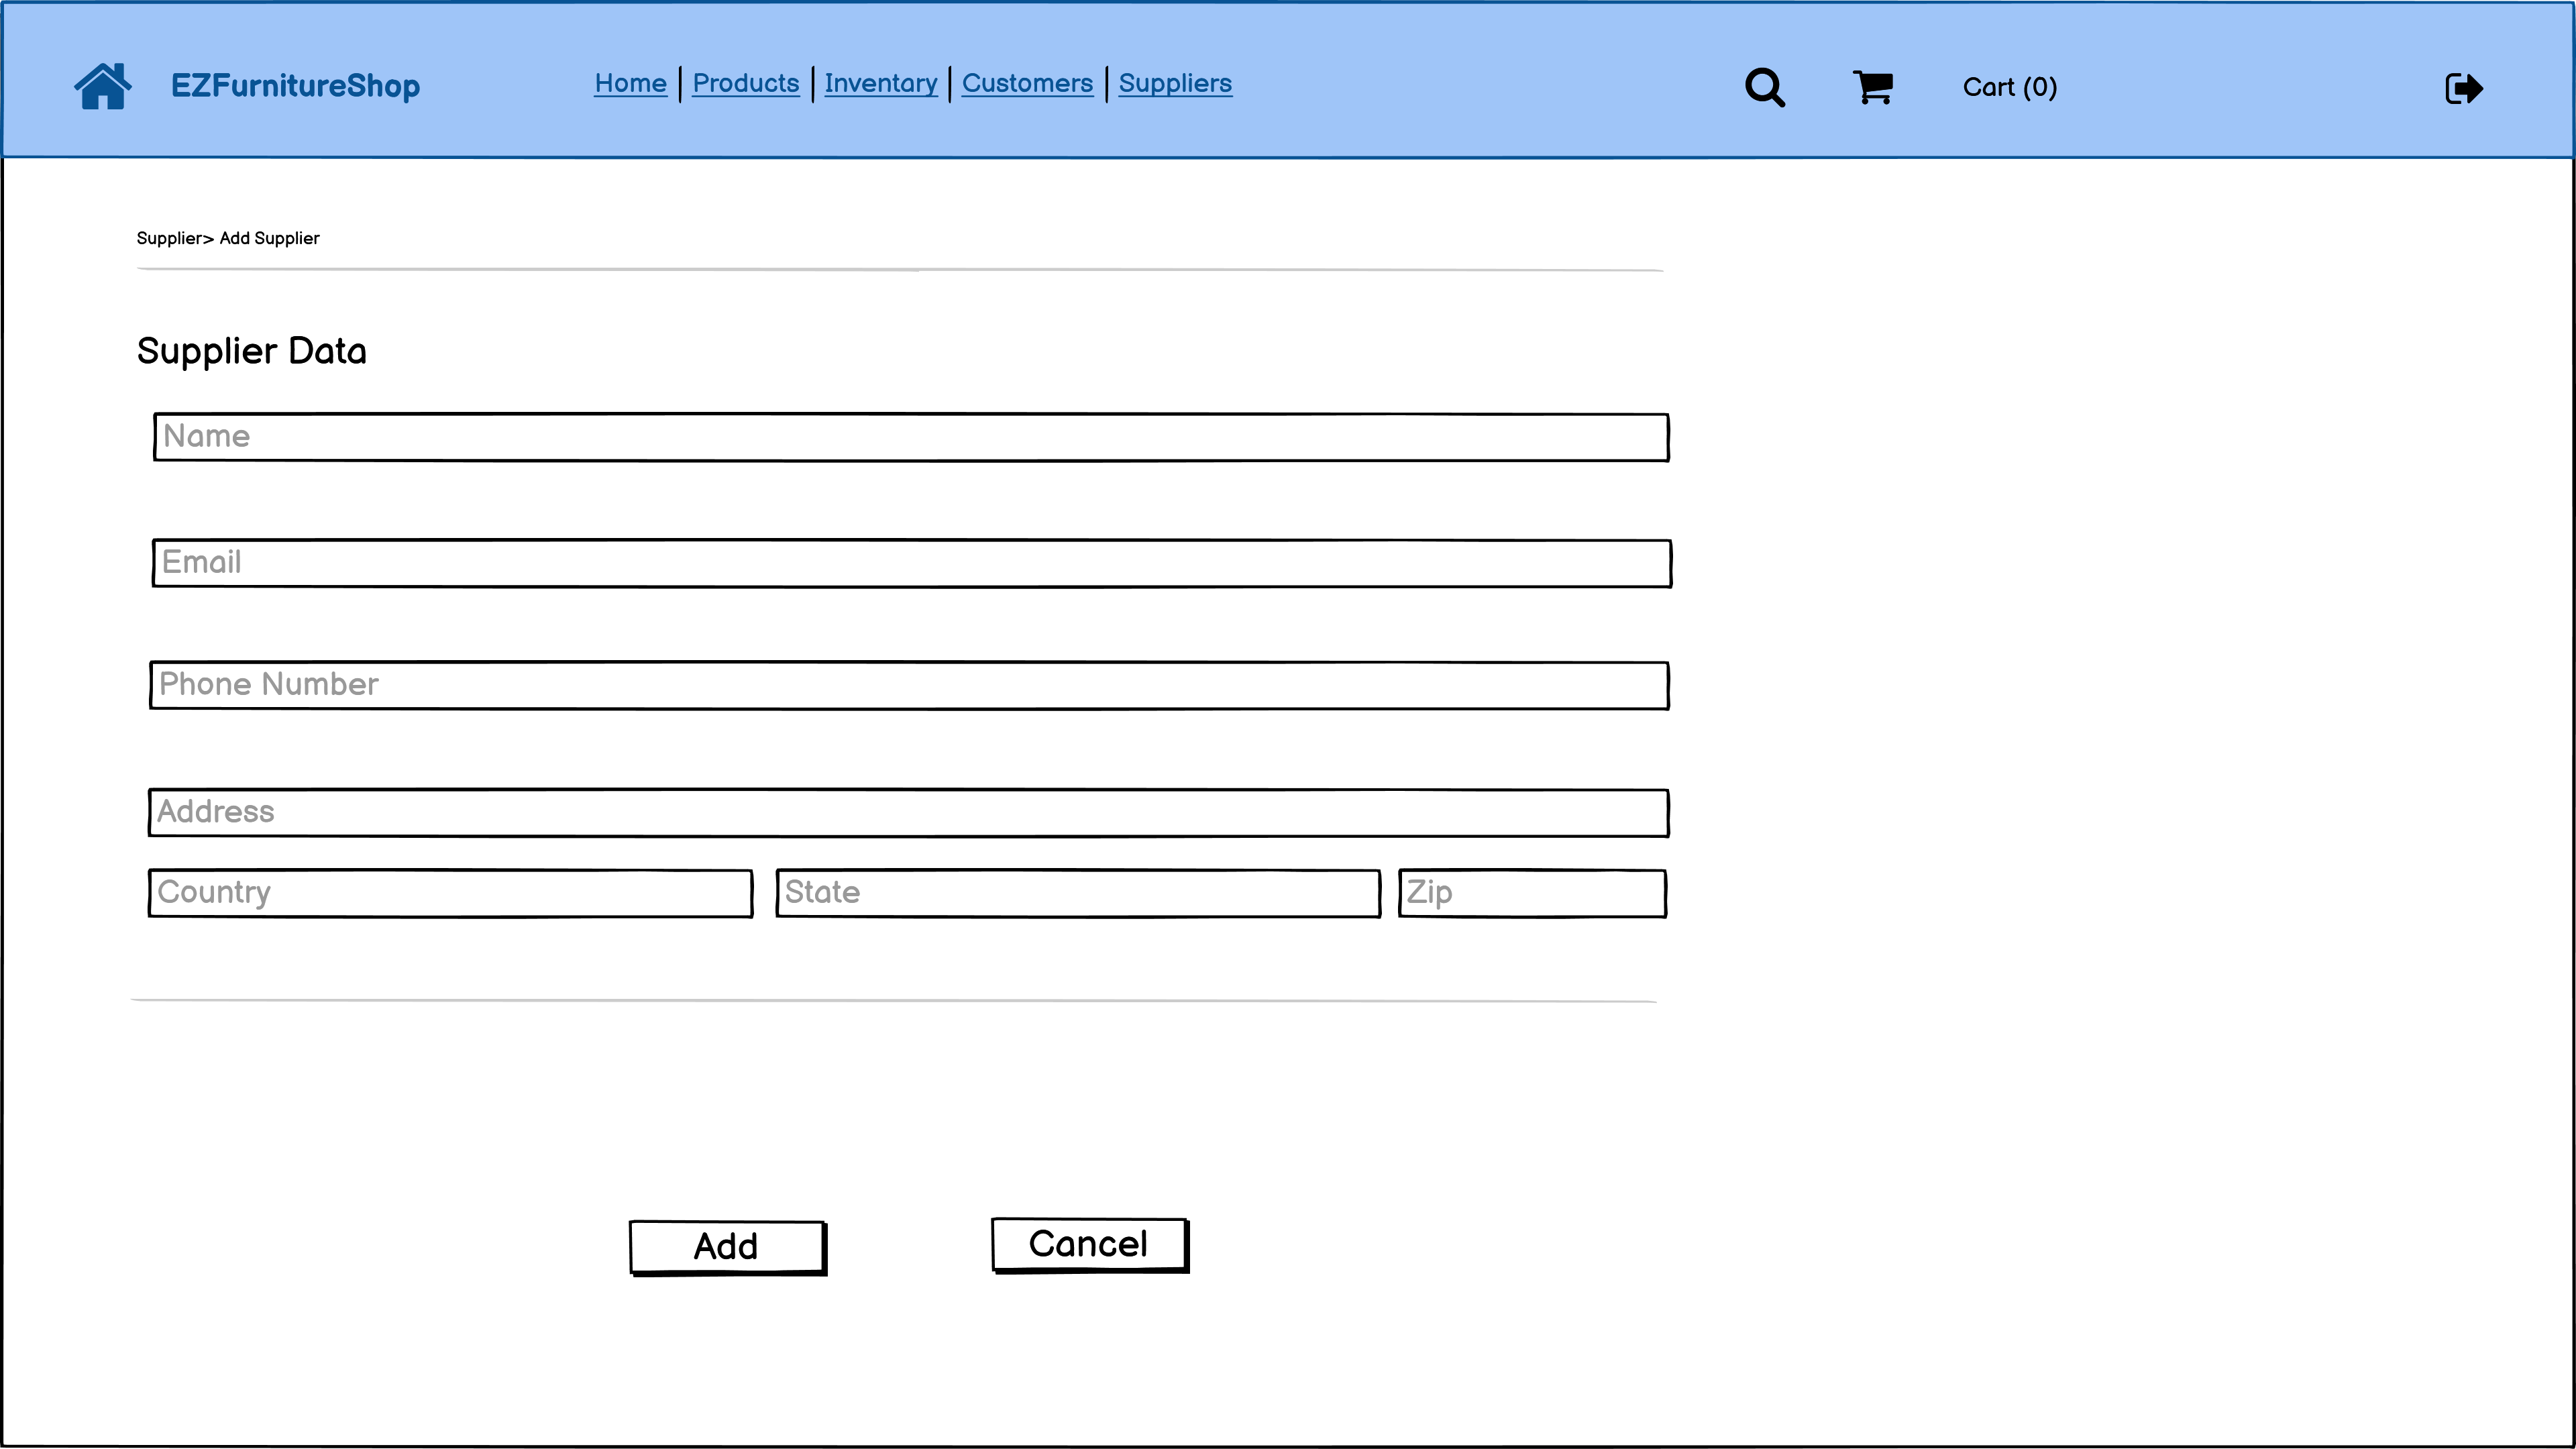 EZFurnitureShop
Home | Products | Inventory | Customers | Suppliers
Cart (0)
Supplier> Add Supplier
Supplier Data
Name
Email
Phone Number
Address
Country State Zip
Add Cancel